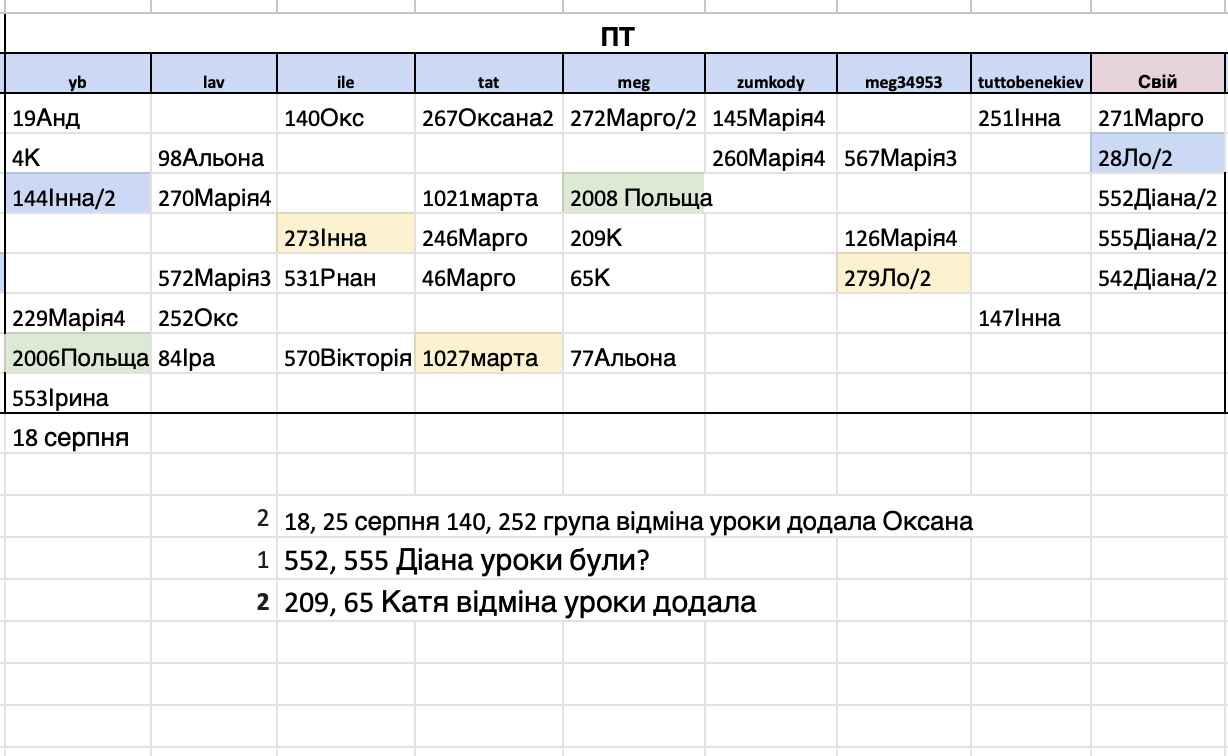 ПТ
yb lav ile tat meg zumkody meg34953 tuttobenekiev Свій
19Анд 140Окс 267Оксана2 272Марго/2 145Марія4 251Інна 271Марго
4К 98Альона 260Марія4 567Марія3 28Ло/2
144Інна/2 270Марія4 1021марта 2008 Польща 552Діана/2
273Інна 246Марго 209К 126Марія4 555Діана/2
572Марія3 531Рнан 46Марго 65К 279Ло/2 542Діана/2
229Марія4 252Окс 147Інна
2006Польща 84Іра 570Вікторія 1027марта 77Альона
553Ірина
18 серпня
2 18, 25 серпня 140, 252 група відміна уроки додала Оксана
1 552, 555 Діана уроки були?
2 209, 65 Катя відміна уроки додала